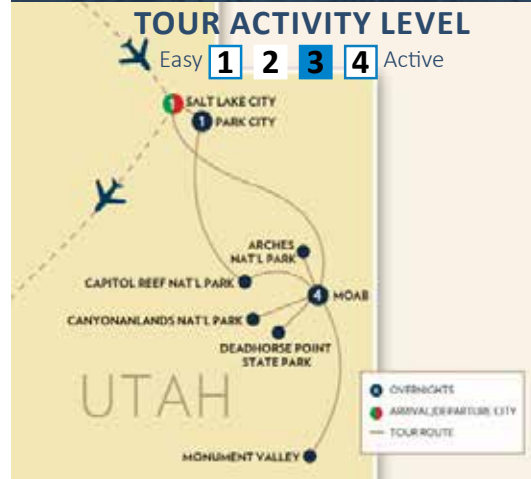 TOUR ACTIVITY LEVEL
Easy 1 2 3 4 Active
1 SALT LAKE CITY
1 PARK CITY
ARCHES
NAT'L PARK
CAPITOL REEF NAT'L PARK
4 MOAB
CANYONANLANDS NAT'L PARK
DEADHORSE POINT
STATE PARK
UTAH
OVERNIGHTS
ARRIVAL/DEPARTURE CITY
TOUR ROUTE
MONUMENT VALLEY